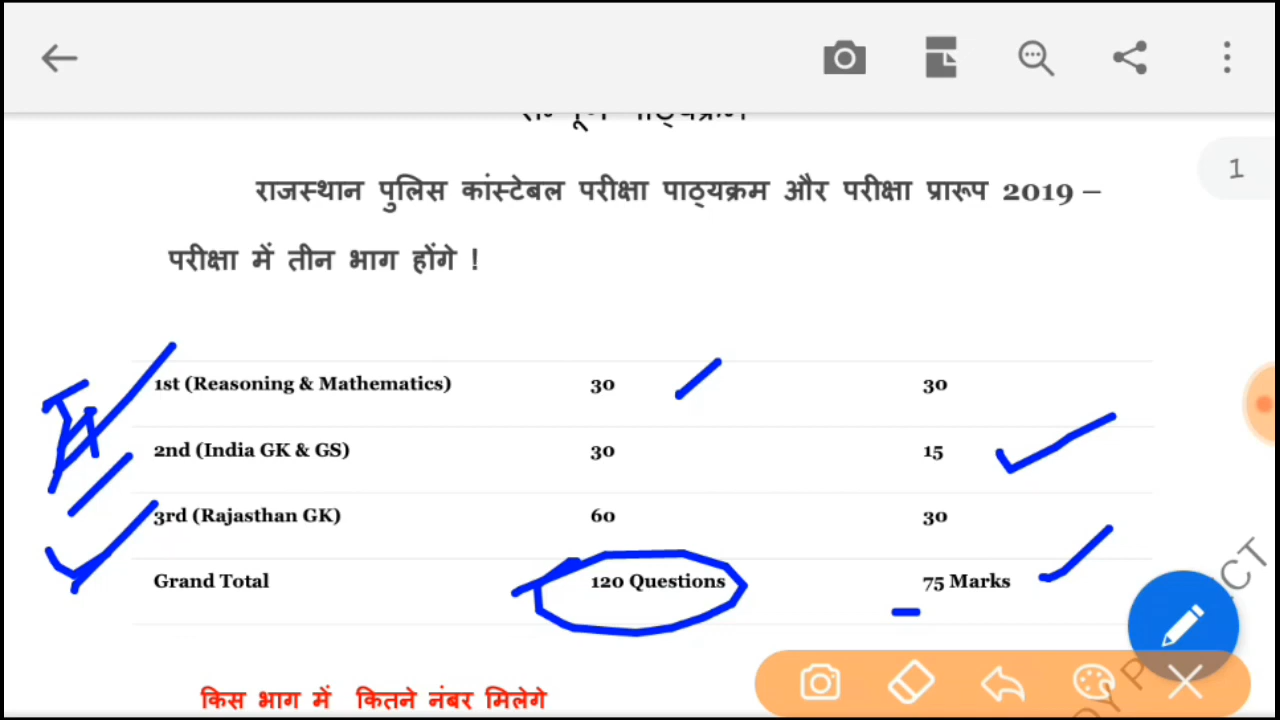 1
राजस्थान पुलिस कांस्टेबल परीक्षा पाठ्यक्रम और परीक्षा प्रारूप 2019 –
परीक्षा में तीन भाग होंगे !
1st (Reasoning & Mathematics) 30 30
2nd (India GK & GS) 30 15
3rd (Rajasthan GK) 60 30
Grand Total 120 Questions 75 Marks
किस भाग में कितने नंबर मिलेगे